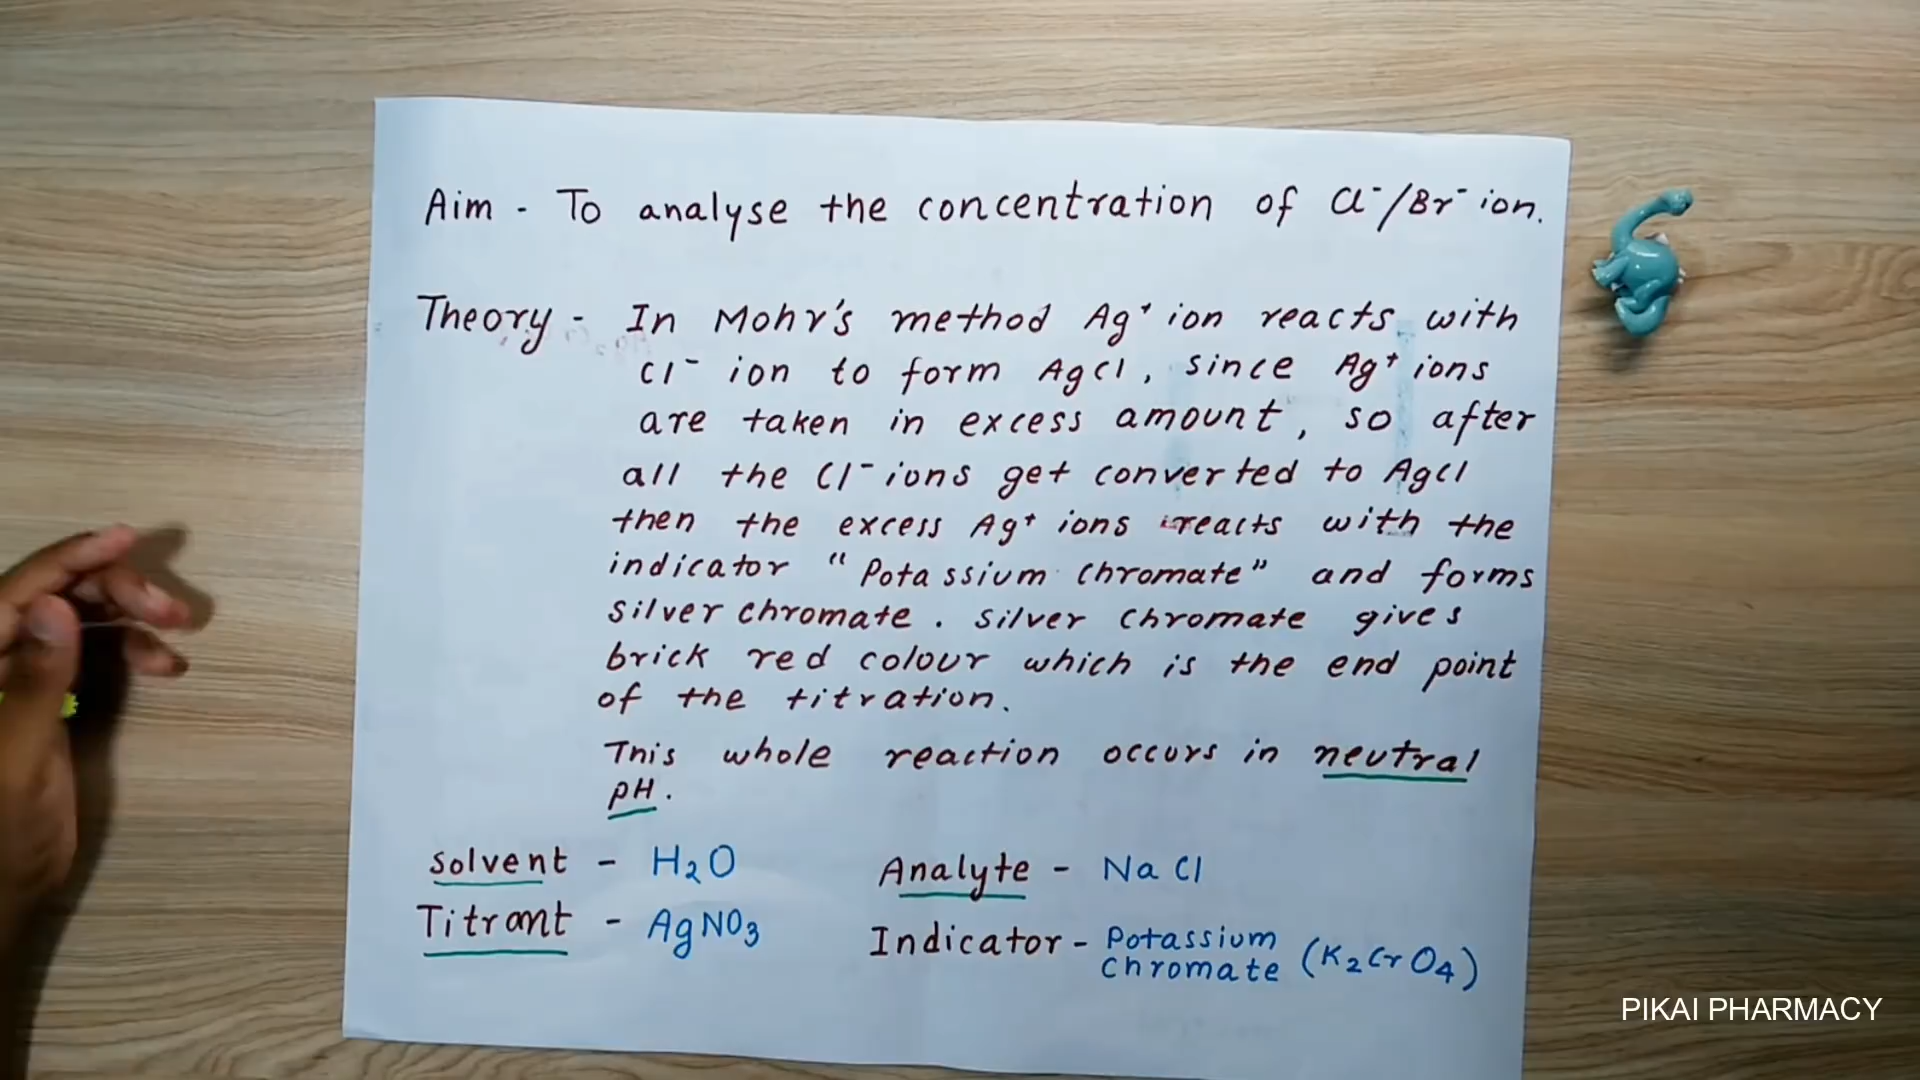 Aim - To analyse the concentration of Cl⁻/Br⁻ ion.
Theory - In Mohr's method Ag⁺ ion reacts with
Cl⁻ ion to form AgCl, since Ag⁺ ions
are taken in excess amount, so after
all the Cl⁻ ions get converted to AgCl
then the excess Ag⁺ ions reacts with the
indicator "Potassium chromate" and forms
silver chromate. silver chromate gives
brick red colour which is the end point
of the titration.
This whole reaction occurs in neutral
pH.
Solvent - H₂O
Analyte - NaCl
Titrant - AgNO₃
Indicator - Potassium
chromate (K₂CrO₄)
PIKAI PHARMACY